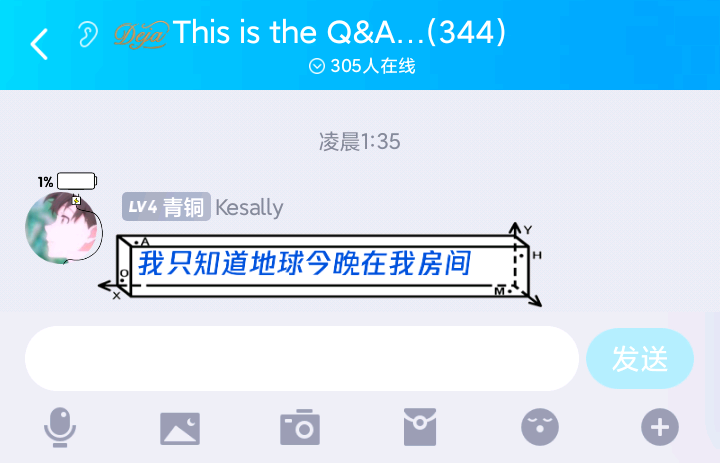 Deja This is the Q&A...(344)
305人在线
凌晨1:35
1%
LV4 青铜 Kesally
A
Y
我只知道地球今晚在我房间
H
O
X
M
发送